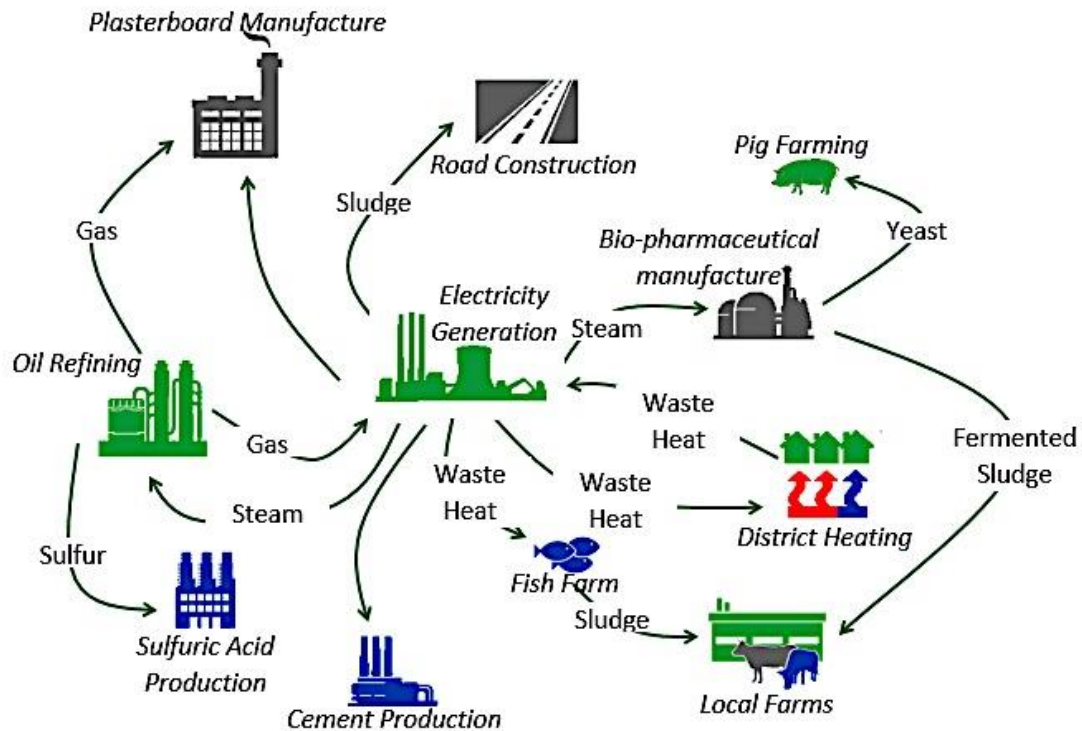 Plasterboard Manufacture
Road Construction
Pig Farming
Sludge
Gas
Yeast
Bio-pharmaceutical
manufacture
Electricity
Generation
Steam
Oil Refining
Waste
Heat
Fermented
Sludge
Gas
Waste
Heat
Waste
Heat
Steam
District Heating
Sulfur
Fish Farm
Sludge
Sulfuric Acid
Production
Cement Production
Local Farms